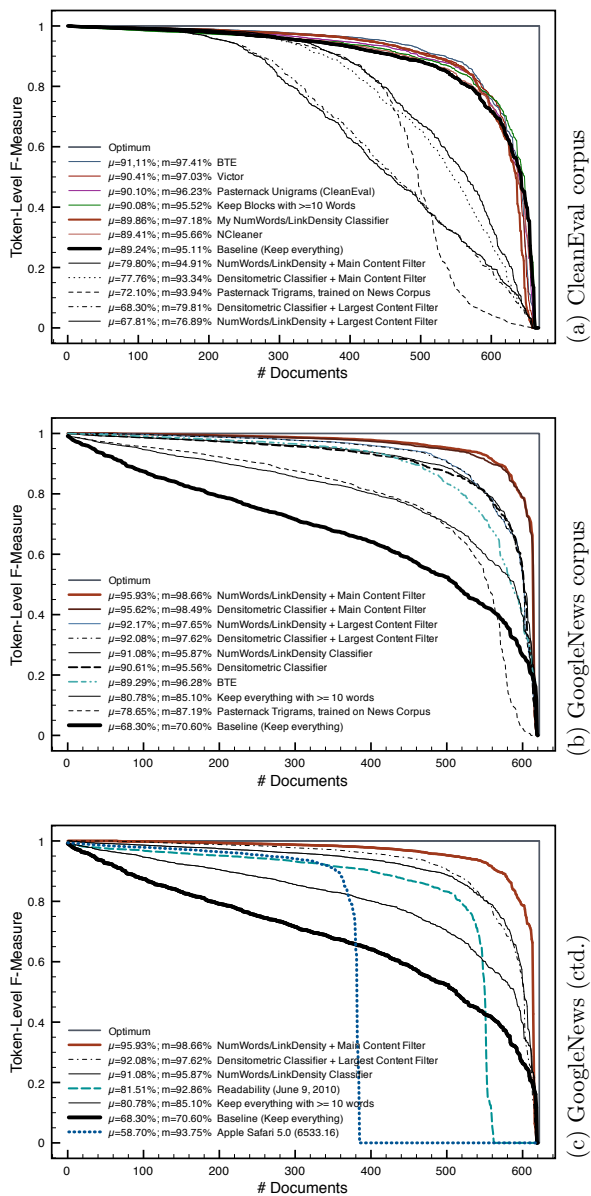 Token-Level F-Measure
1
0.8
0.6
0.4
0.2
0
Optimum
μ=91,11%; m=97.41% BTE
μ=90.41%; m=97.03% Victor
μ=90.10%; m=96.23% Pasternack Unigrams (CleanEval)
μ=90.08%; m=95.52% Keep Blocks with >=10 Words
μ=89.86%; m=97.18% My NumWords/LinkDensity Classifier
μ=89.41%; m=95.66% NCleaner
μ=89.24%; m=95.11% Baseline (Keep everything)
μ=79.80%; m=94.91% NumWords/LinkDensity + Main Content Filter
μ=77.76%; m=93.34% Densitometric Classifier + Main Content Filter
μ=72.10%; m=93.94% Pasternack Trigrams, trained on News Corpus
μ=68.30%; m=79.81% Densitometric Classifier + Largest Content Filter
μ=67.81%; m=76.89% NumWords/LinkDensity + Largest Content Filter
0 100 200 300 400 500 600
# Documents
(a) CleanEval corpus
Token-Level F-Measure
1
0.8
0.6
0.4
0.2
0
Optimum
μ=95.93%; m=98.66% NumWords/LinkDensity + Main Content Filter
μ=95.62%; m=98.49% Densitometric Classifier + Main Content Filter
μ=92.17%; m=97.65% NumWords/LinkDensity + Largest Content Filter
μ=92.08%; m=97.62% Densitometric Classifier + Largest Content Filter
μ=91.08%; m=95.87% NumWords/LinkDensity Classifier
μ=90.61%; m=95.56% Densitometric Classifier
μ=89.29%; m=96.28% BTE
μ=80.78%; m=85.10% Keep everything with >= 10 words
μ=78.65%; m=87.19% Pasternack Trigrams, trained on News Corpus
μ=68.30%; m=70.60% Baseline (Keep everything)
0 100 200 300 400 500 600
# Documents
(b) GoogleNews corpus
Token-Level F-Measure
1
0.8
0.6
0.4
0.2
0
Optimum
μ=95.93%; m=98.66% NumWords/LinkDensity + Main Content Filter
μ=92.08%; m=97.62% Densitometric Classifier + Largest Content Filter
μ=91.08%; m=95.87% NumWords/LinkDensity Classifier
μ=81.51%; m=92.86% Readability (June 9, 2010)
μ=80.78%; m=85.10% Keep everything with >= 10 words
μ=68.30%; m=70.60% Baseline (Keep everything)
μ=58.70%; m=93.75% Apple Safari 5.0 (6533.16)
0 100 200 300 400 500 600
# Documents
(c) GoogleNews (ctd.)